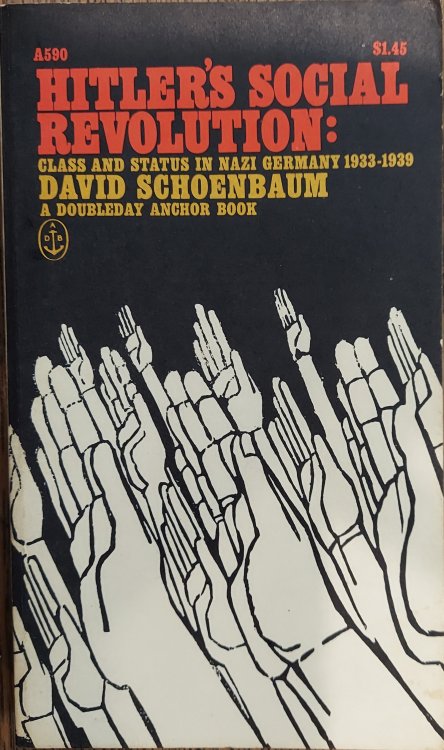 A590
$1.45
HITLER'S SOCIAL
REVOLUTION:
CLASS AND STATUS IN NAZI GERMANY 1933-1939
DAVID SCHOENBAUM
A DOUBLEDAY ANCHOR BOOK
A
D B